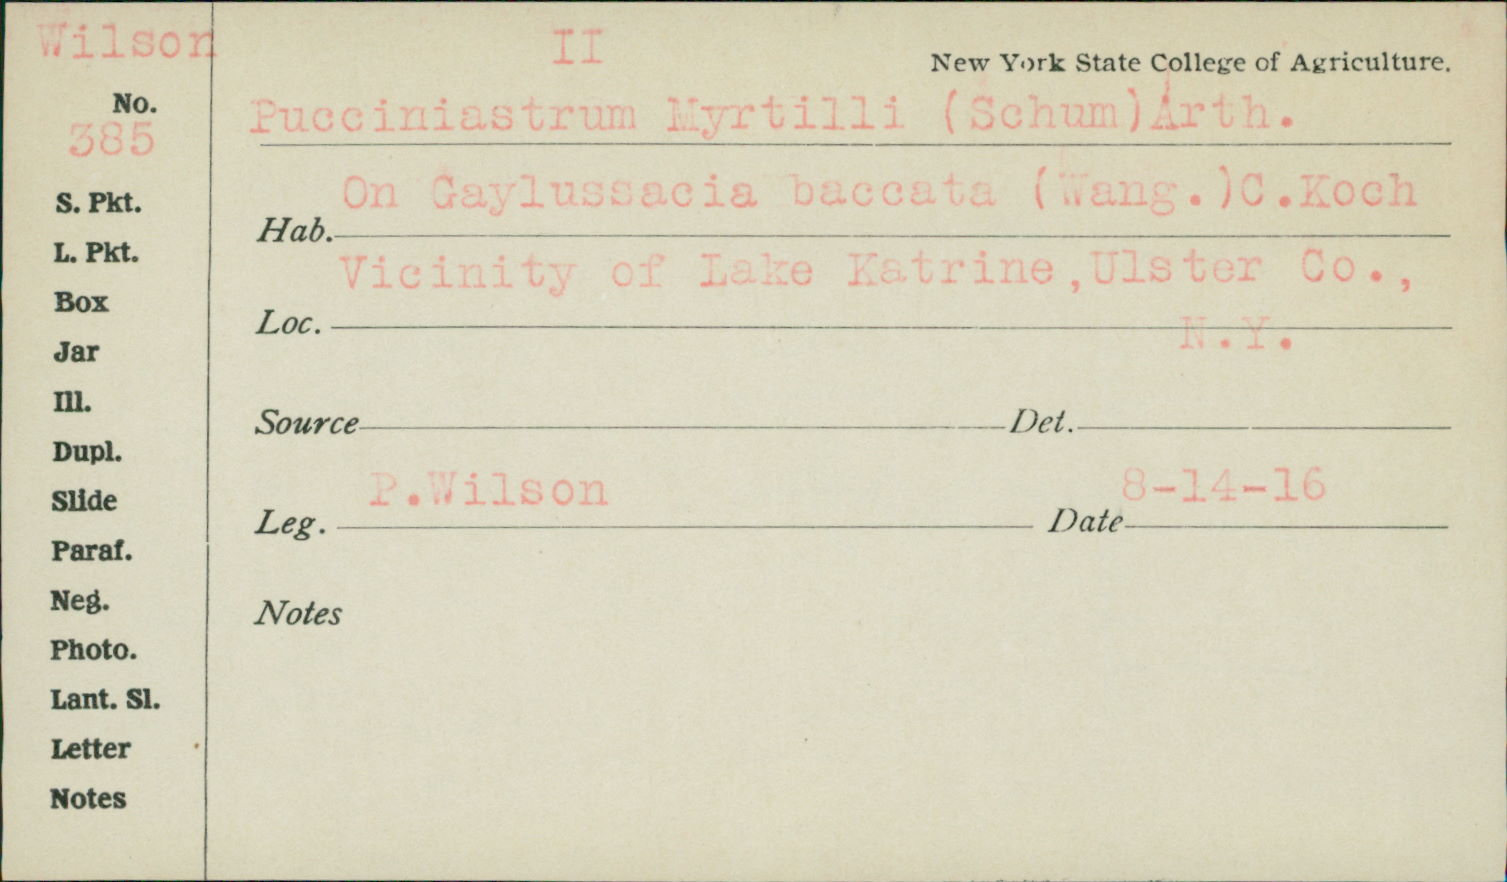 Wilson II
New York State College of Agriculture.
No.
385
Pucciniastrum Myrtilli (Schum)Arth.
On Gaylussacia baccata (Wang.)C.Koch
Hab.
Vicinity of Lake Katrine,Ulster Co.,
Loc.
N.Y.
Source Det.
P.Wilson 8-14-16
Leg. Date
Notes
S. Pkt.
L. Pkt.
Box
Jar
Ill.
Dupl.
Slide
Paraf.
Neg.
Photo.
Lant. Sl.
Letter
Notes